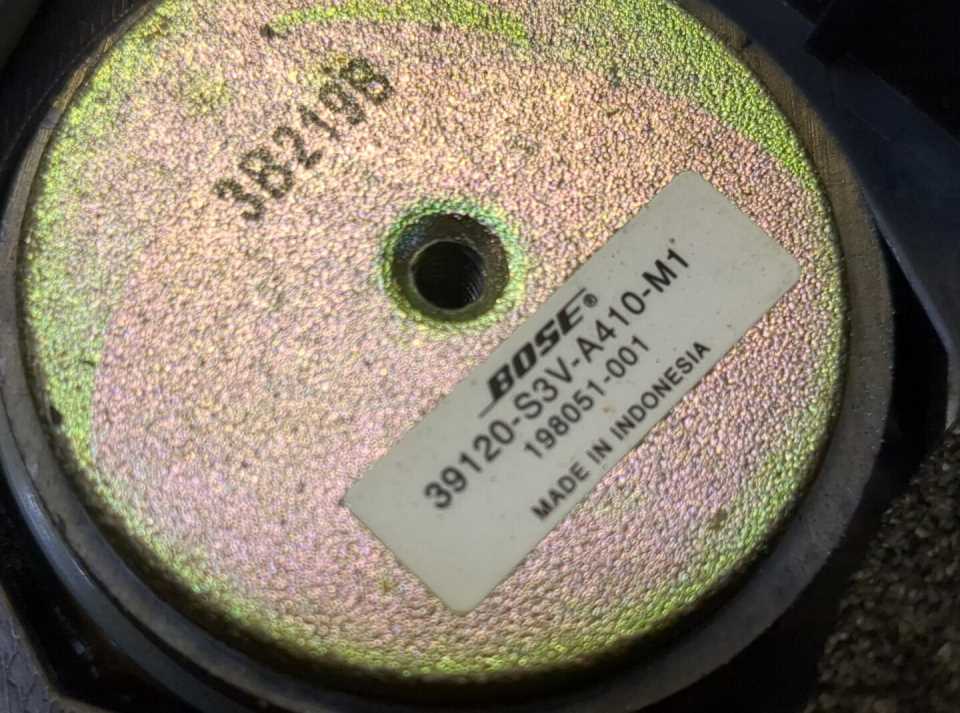 3B2198
BOSE®
39120-S3V-A410-M1
198051-001
MADE IN INDONESIA